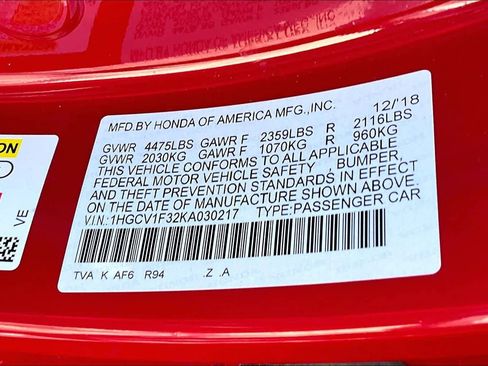 MFD.BY HONDA OF AMERICA MFG.,INC. 12/'18
GVWR 4475LBS GAWR F 2359LBS R 2116LBS
GVWR 2030KG GAWR F 1070KG R 960KG
THIS VEHICLE CONFORMS TO ALL APPLICABLE
FEDERAL MOTOR VEHICLE SAFETY, BUMPER,
AND THEFT PREVENTION STANDARDS IN EFFECT
ON THE DATE OF MANUFACTURE SHOWN ABOVE.
V.I.N:1HGCV1F32KA030217 TYPE:PASSENGER CAR
TVA K AF6 R94 .Z .A
ION
VE